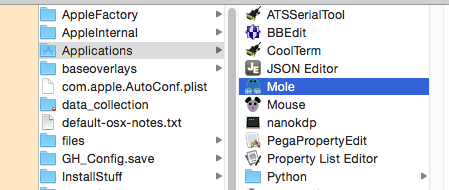 AppleFactory
AppleInternal
Applications
baseoverlays
com.apple.AutoConf.plist
data_collection
default-osx-notes.txt
files
GH_Config.save
InstallStuff
ATSSerialTool
BBEdit
CoolTerm
JSON Editor
Mole
Mouse
nanokdp
PegaPropertyEdit
Property List Editor
Python